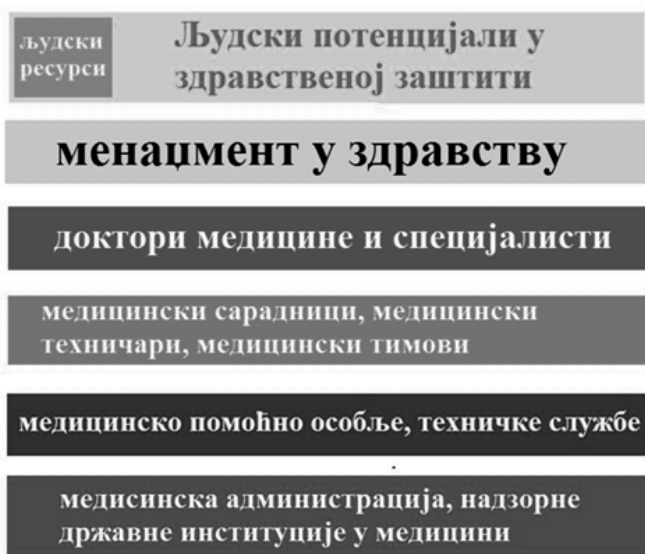 људски
ресурси
Људски потенцијали у
здравственој заштити
менаџмент у здравству
доктори медицине и специјалисти
медицински сарадници, медицински
техничари, медицински тимови
медицинско помоћно особље, техничке службе
медисинска администрација, надзорне
државне институције у медицини